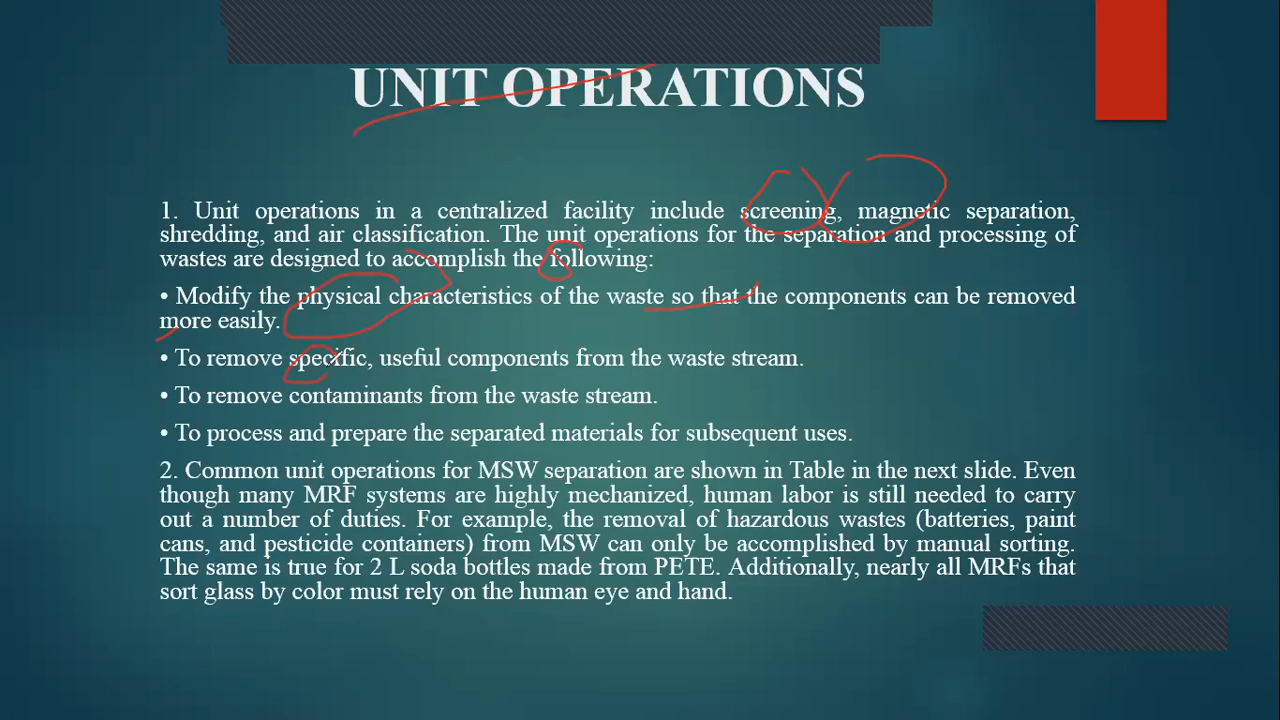 UNIT OPERATIONS
1. Unit operations in a centralized facility include screening, magnetic separation,
shredding, and air classification. The unit operations for the separation and processing of
wastes are designed to accomplish the following:
• Modify the physical characteristics of the waste so that the components can be removed
more easily.
• To remove specific, useful components from the waste stream.
• To remove contaminants from the waste stream.
• To process and prepare the separated materials for subsequent uses.
2. Common unit operations for MSW separation are shown in Table in the next slide. Even
though many MRF systems are highly mechanized, human labor is still needed to carry
out a number of duties. For example, the removal of hazardous wastes (batteries, paint
cans, and pesticide containers) from MSW can only be accomplished by manual sorting.
The same is true for 2 L soda bottles made from PETE. Additionally, nearly all MRFs that
sort glass by color must rely on the human eye and hand.